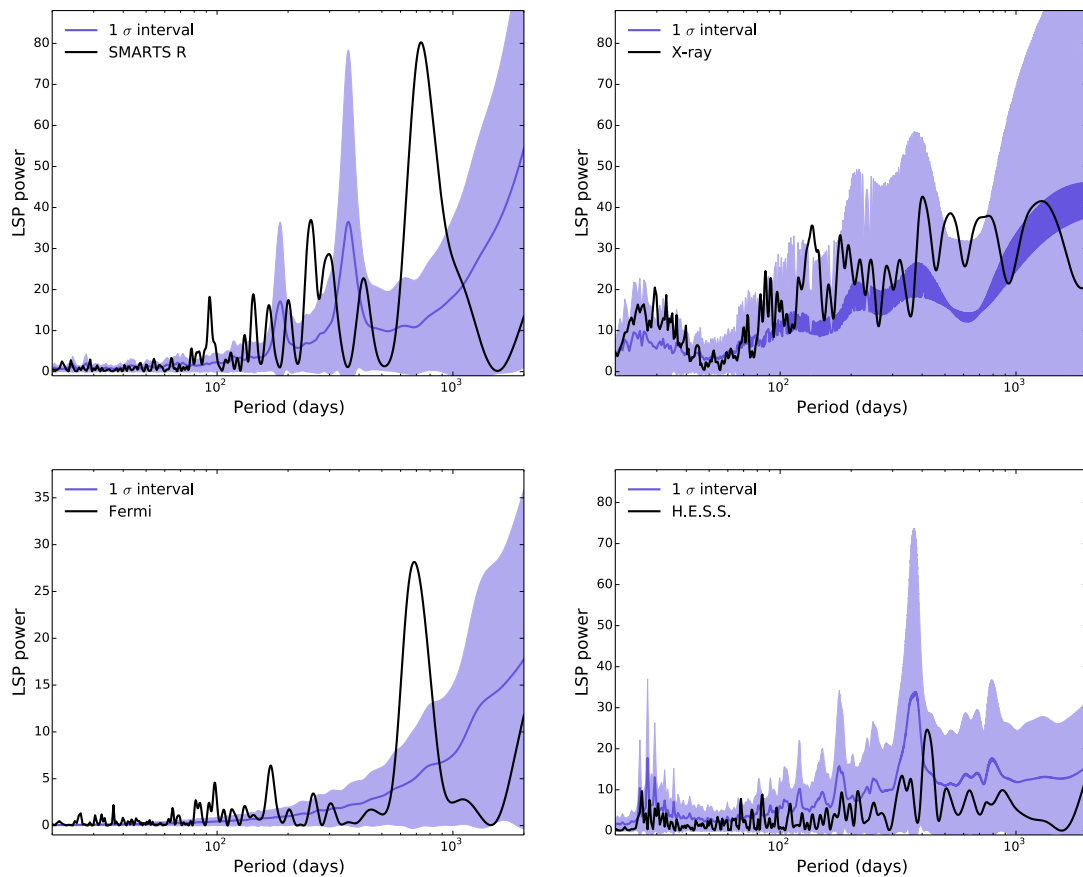 1 σ interval
SMARTS R
LSP power
80
70
60
50
40
30
20
10
0
10²
10³
Period (days)
1 σ interval
X-ray
LSP power
80
70
60
50
40
30
20
10
0
10²
10³
Period (days)
1 σ interval
Fermi
LSP power
35
30
25
20
15
10
5
0
10²
10³
Period (days)
1 σ interval
H.E.S.S.
LSP power
80
70
60
50
40
30
20
10
0
10²
10³
Period (days)